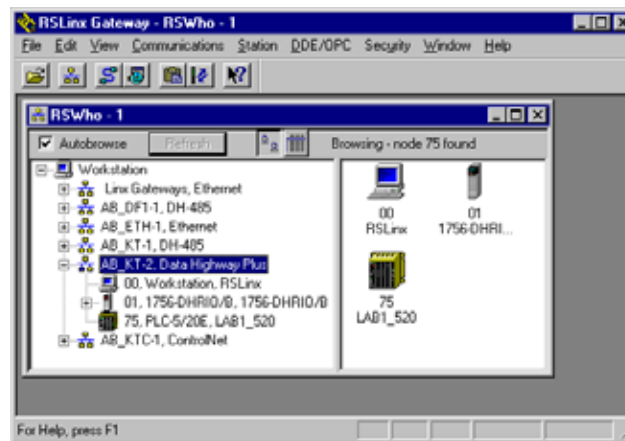 RSLinx Gateway - RSWho - 1
File Edit View Communications Station DDE/OPC Security Window Help
RSWho - 1
Autobrowse Refresh Browsing - node 75 found
Workstation
Linx Gateways, Ethernet
AB_DF1-1, DH-485
AB_ETH-1, Ethernet
AB_KT-1, DH-485
AB_KT-2, Data Highway Plus
00, Workstation, RSLinx
01, 1756-DHRIO/B, 1756-DHRIO/B
75, PLC-5/20E, LAB1_520
AB_KTC-1, ControlNet
00
RSLinx
01
1756-DHRI...
75
LAB1_520
For Help, press F1